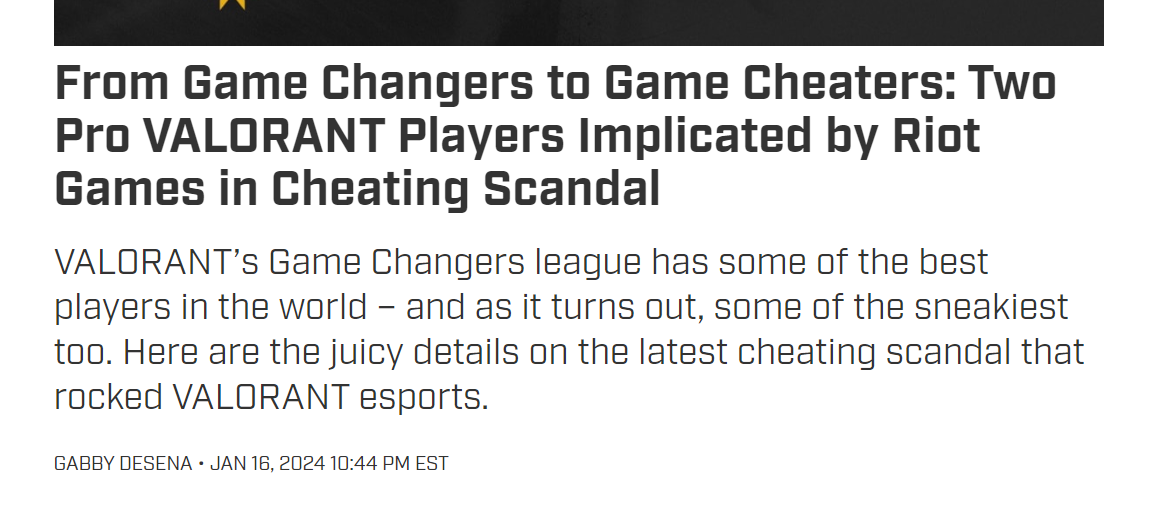 From Game Changers to Game Cheaters: Two
Pro VALORANT Players Implicated by Riot
Games in Cheating Scandal
VALORANT’s Game Changers league has some of the best
players in the world – and as it turns out, some of the sneakiest
too. Here are the juicy details on the latest cheating scandal that
rocked VALORANT esports.
GABBY DESENA • JAN 16, 2024 10:44 PM EST